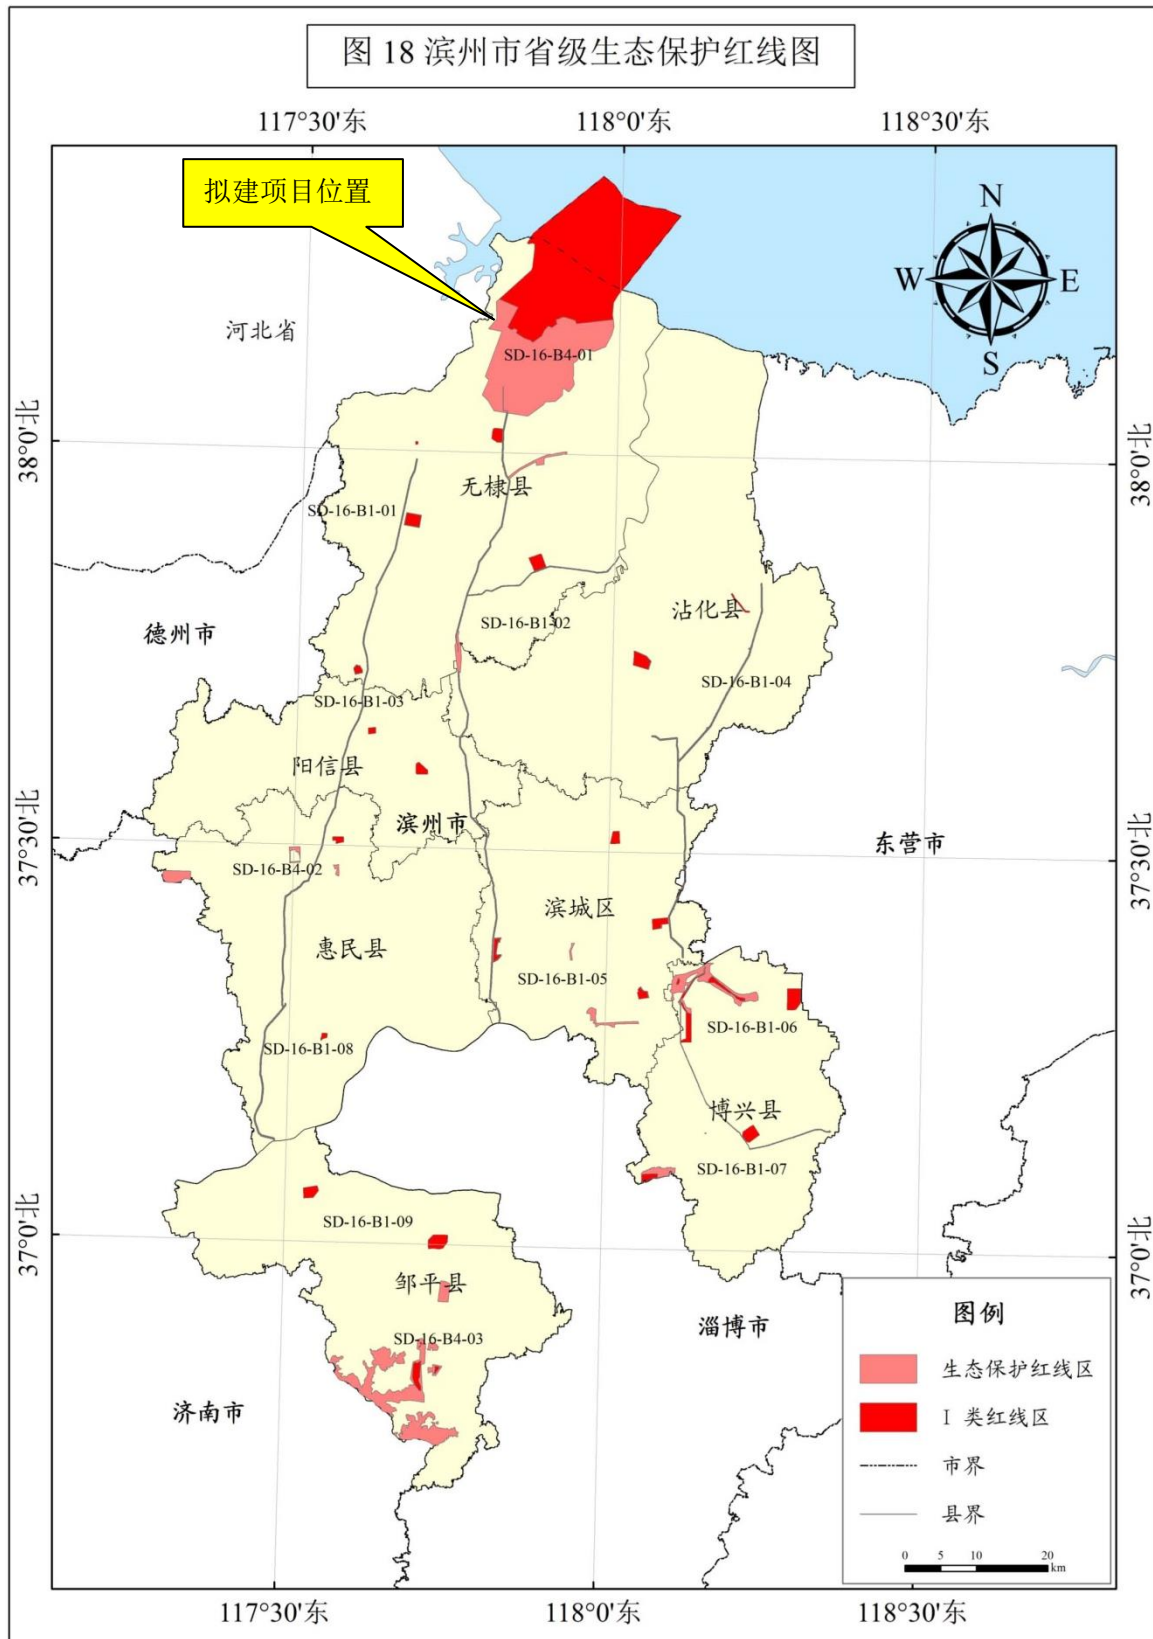 图 18 滨州市省级生态保护红线图
117°30'东
118°0'东
118°30'东
拟建项目位置
N
W
E
S
河北省
SD-16-B4-01
38°0'北
38°0'北
无棣县
SD-16-B1-01
沾化县
SD-16-B1-02
德州市
SD-16-B1-04
SD-16-B1-03
阳信县
滨州市
37°30'北
37°30'北
东营市
SD-16-B4-02
滨城区
惠民县
SD-16-B1-05
SD-16-B1-06
SD-16-B1-08
博兴县
SD-16-B1-07
SD-16-B1-09
37°0'北
37°0'北
邹平县
SD-16-B4-03
淄博市
济南市
图例
生态保护红线区
I 类红线区
市界
县界
0 5 10 20
km
117°30'东
118°0'东
118°30'东